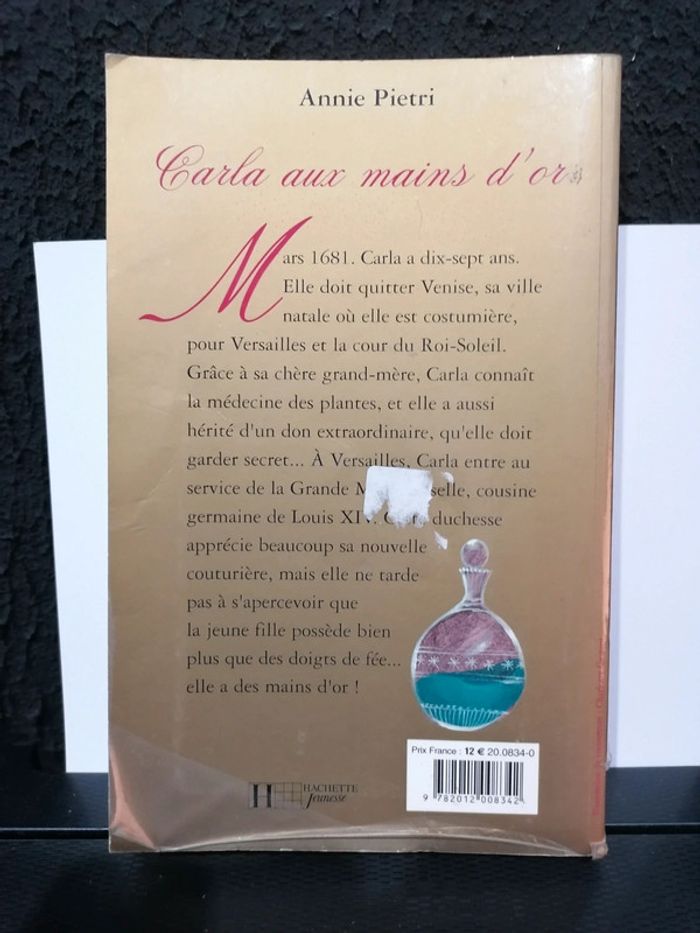 Annie Pietri
Carla aux mains d'or
Mars 1681. Carla a dix-sept ans.
Elle doit quitter Venise, sa ville
natale où elle est costumière,
pour Versailles et la cour du Roi-Soleil.
Grâce à sa chère grand-mère, Carla connaît
la médecine des plantes, et elle a aussi
hérité d'un don extraordinaire, qu'elle doit
garder secret... À Versailles, Carla entre au
service de la Grande M selle, cousine
germaine de Louis XIV. duchesse
apprécie beaucoup sa nouvelle
couturière, mais elle ne tarde
pas à s'apercevoir que
la jeune fille possède bien
plus que des doigts de fée...
elle a des mains d'or !
Prix France : 12 € 20.0834-0
9 782012 008342
H HACHETTE
Jeunesse